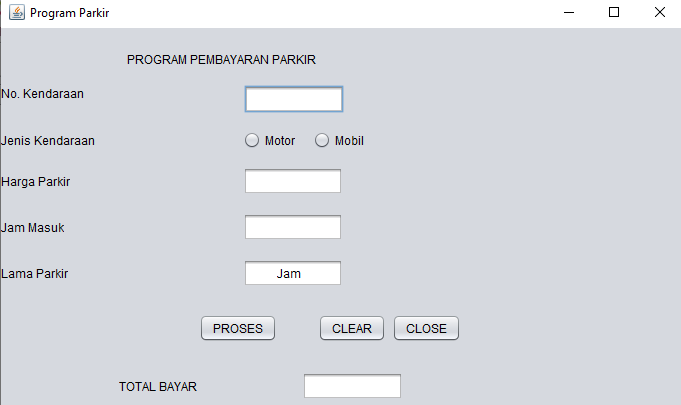 Program Parkir
PROGRAM PEMBAYARAN PARKIR
No. Kendaraan
Jenis Kendaraan Motor Mobil
Harga Parkir
Jam Masuk
Lama Parkir Jam
PROSES CLEAR CLOSE
TOTAL BAYAR